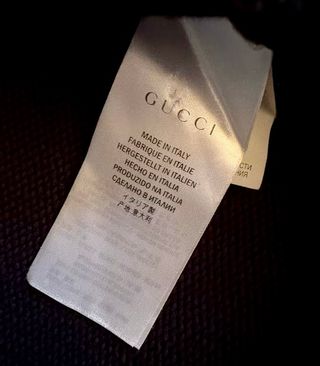 GUCCI
MADE IN ITALY
FABRIQUE EN ITALIE
HERGESTELLT IN ITALIEN
HECHO EN ITALIA
PRODUZIDO NA ITALIA
СДЕЛАНО В ИТАЛИИ
イタリア製
产地:意大利